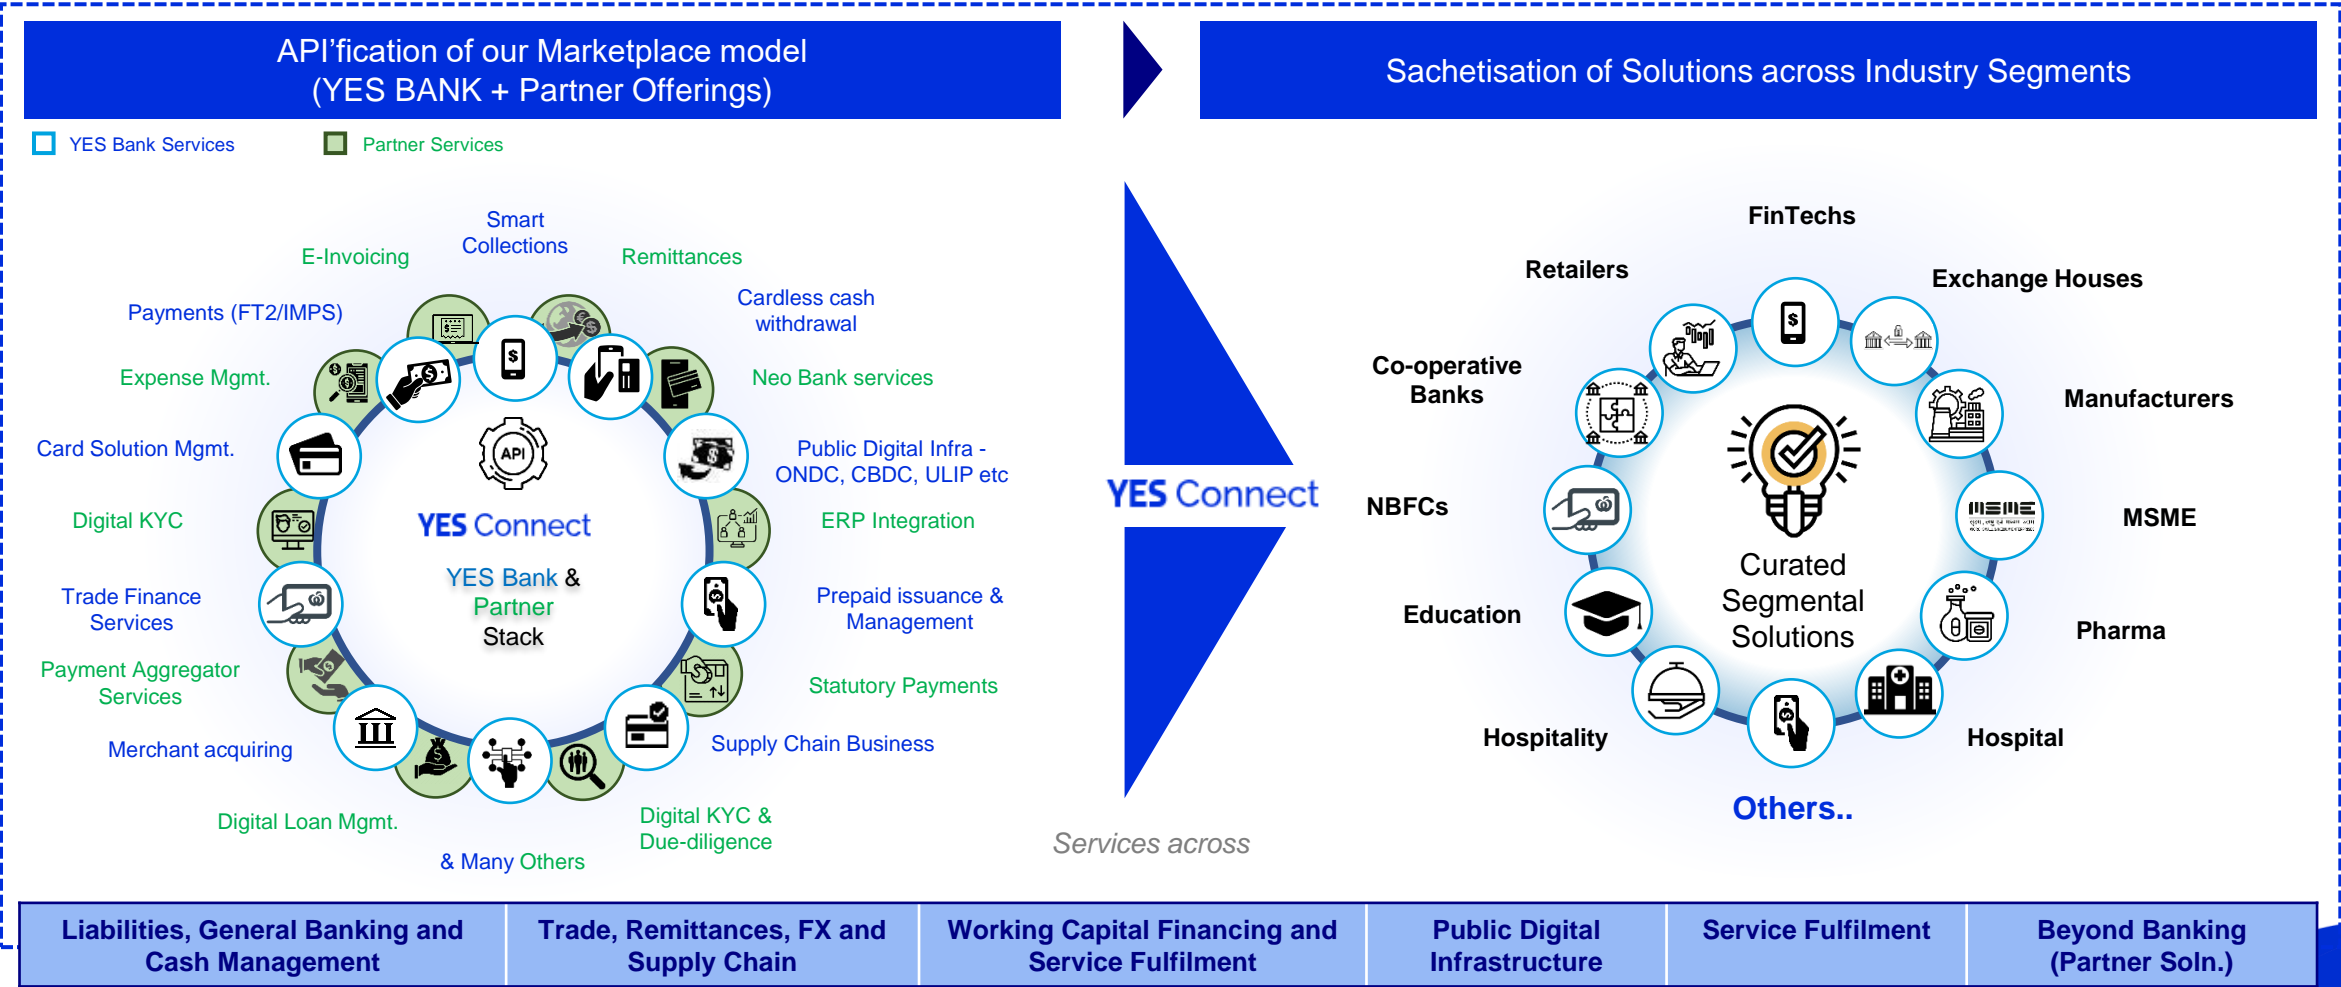 API'fication of our Marketplace model
(YES BANK + Partner Offerings)
Sachetisation of Solutions across Industry Segments
YES Bank Services
Partner Services
Smart
Collections
E-Invoicing
Remittances
Payments (FT2/IMPS)
Cardless cash
withdrawal
Expense Mgmt.
Neo Bank services
Card Solution Mgmt.
Public Digital Infra -
ONDC, CBDC, ULIP etc
Digital KYC
ERP Integration
Trade Finance
Services
Prepaid issuance &
Management
Payment Aggregator
Services
Statutory Payments
Merchant acquiring
Supply Chain Business
Digital Loan Mgmt.
Digital KYC &
Due-diligence
& Many Others
API
YES Connect
YES Bank &
Partner
Stack
YES Connect
Services across
FinTechs
Retailers
Exchange Houses
Co-operative
Banks
Manufacturers
NBFCs
MSME
MSME
Education
Pharma
Hospitality
Hospital
Others..
Curated
Segmental
Solutions
Liabilities, General Banking and
Cash Management
Trade, Remittances, FX and
Supply Chain
Working Capital Financing and
Service Fulfilment
Public Digital
Infrastructure
Service Fulfilment
Beyond Banking
(Partner Soln.)